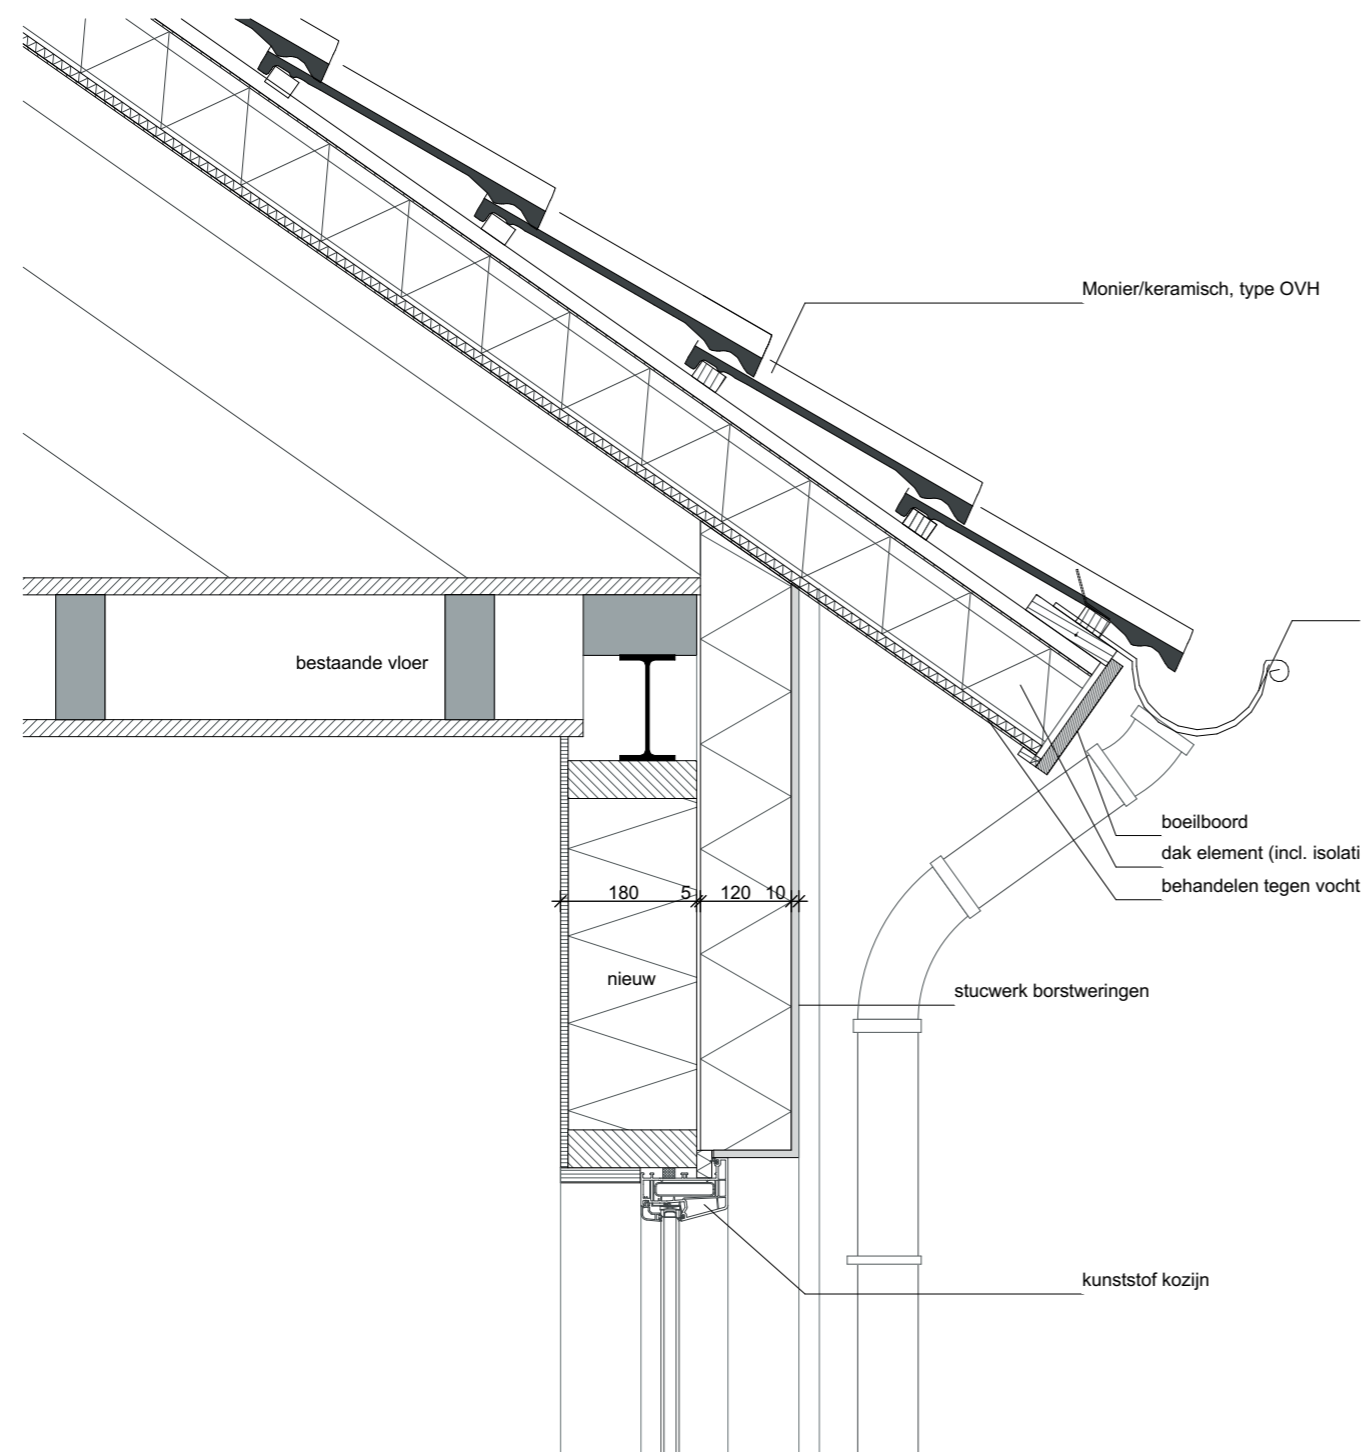 Monier/keramisch, type OVH
bestaande vloer
boeilboord
dak element (incl. isolati
behandelen tegen vocht
180 5 120 10
nieuw
stucwerk borstweringen
kunststof kozijn